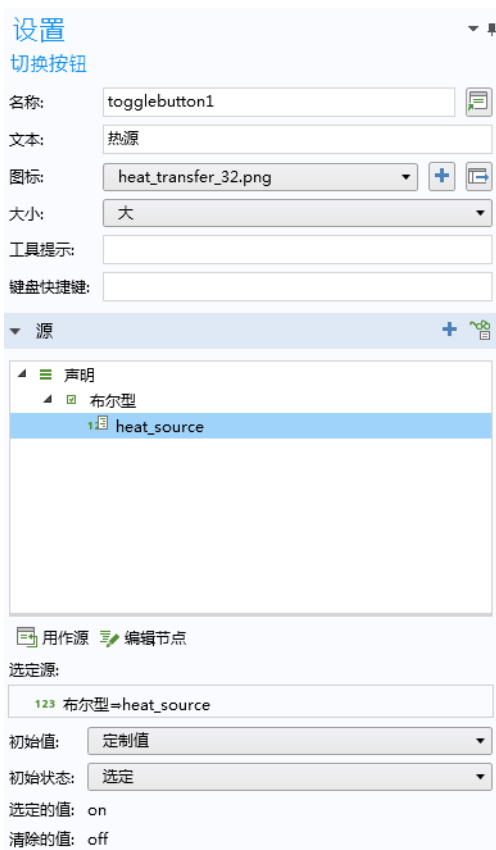 设置
切换按钮
名称: togglebutton1
文本: 热源
图标: heat_transfer_32.png
大小: 大
工具提示:
键盘快捷键:
源
声明
布尔型
heat_source
用作源 编辑节点
选定源:
123 布尔型=heat_source
初始值: 定制值
初始状态: 选定
选定的值: on
清除的值: off